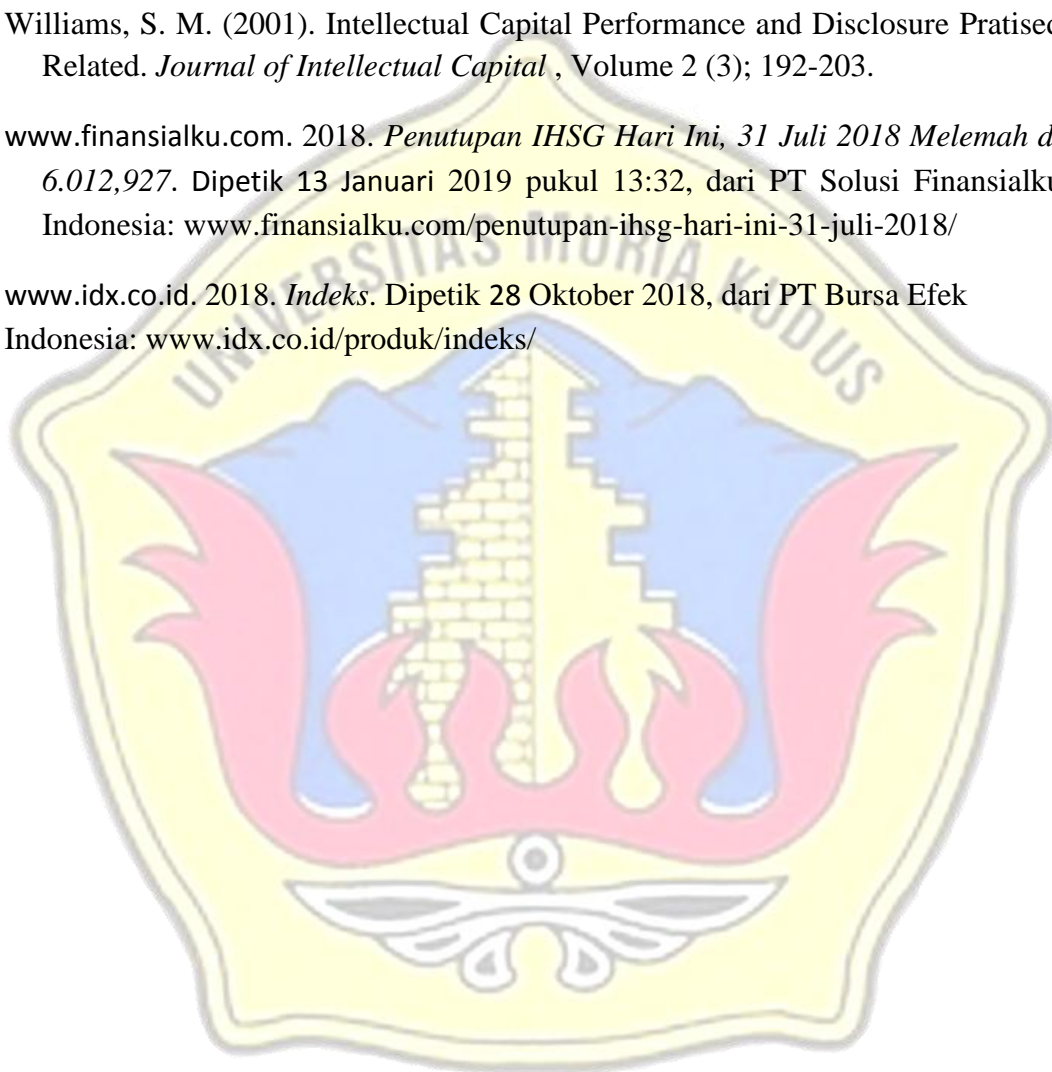 Williams, S. M. (2001). Intellectual Capital Performance and Disclosure Pratised
Related. Journal of Intellectual Capital , Volume 2 (3); 192-203.
www.finansialku.com. 2018. Penutupan IHSG Hari Ini, 31 Juli 2018 Melemah d
6.012,927. Dipetik 13 Januari 2019 pukul 13:32, dari PT Solusi Finansialku
Indonesia: www.finansialku.com/penutupan-ihsg-hari-ini-31-juli-2018/
www.idx.co.id. 2018. Indeks. Dipetik 28 Oktober 2018, dari PT Bursa Efek
Indonesia: www.idx.co.id/produk/indeks/
UNIVERSITAS MURIA KUDUS